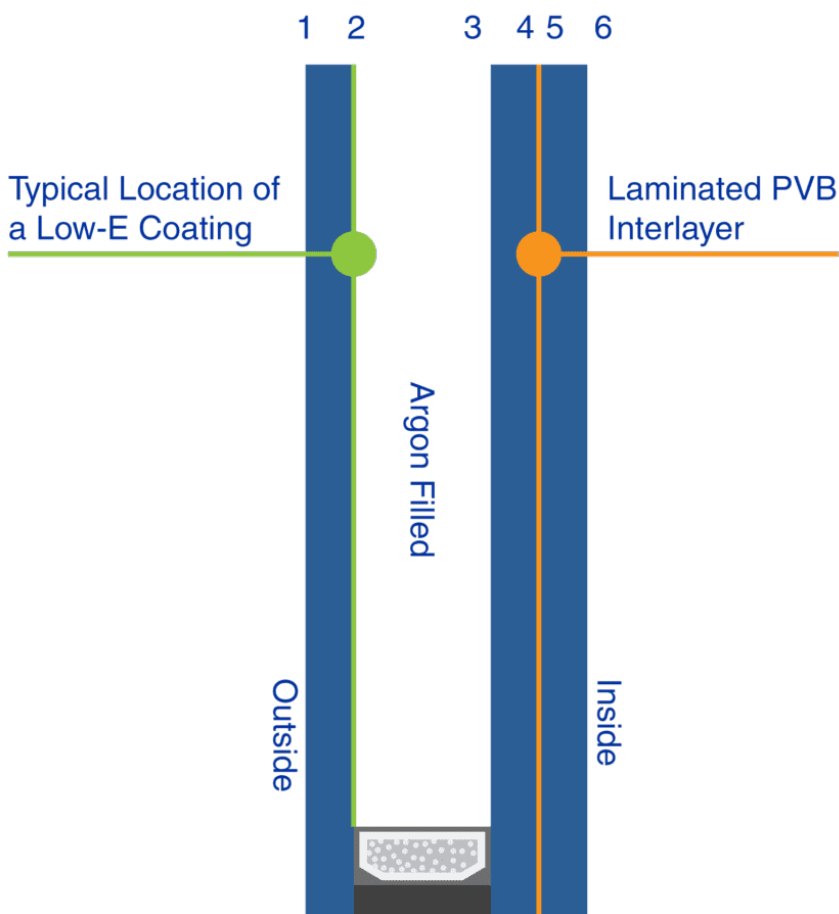 1 2 3 4 5 6
Typical Location of
a Low-E Coating
Laminated PVB
Interlayer
Argon Filled
Outside
Inside